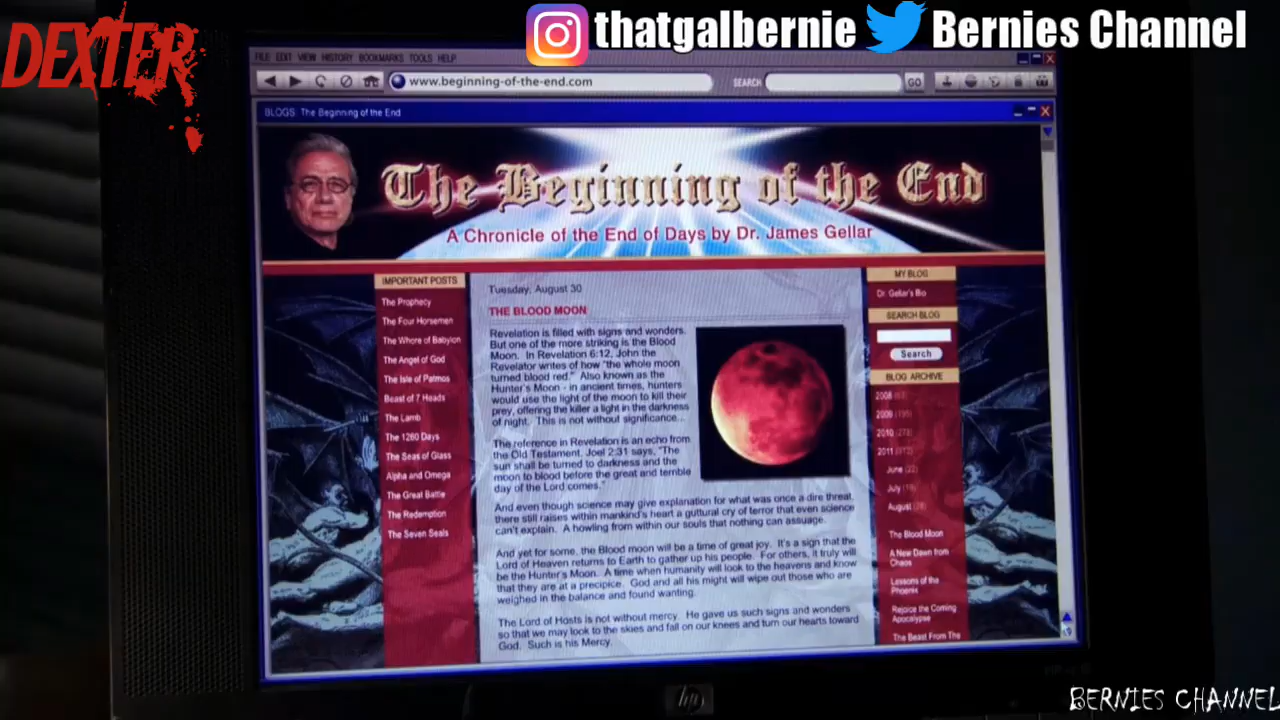 DEXTER
thatgalbernie
Bernies Channel
FILE EDIT VIEW HISTORY BOOKMARKS TOOLS HELP
www.beginning-of-the-end.com
SEARCH
GO
BLOGS: The Beginning of the End
The Beginning of the End
A Chronicle of the End of Days by Dr. James Gellar
IMPORTANT POSTS
The Prophecy
The Four Horsemen
The Whore of Babylon
The Angel of God
The Isle of Patmos
Beast of 7 Heads
The Lamb
The 1260 Days
The Seas of Glass
Alpha and Omega
The Great Battle
The Redemption
The Seven Seals
Tuesday, August 30
THE BLOOD MOON
Revelation is filled with signs and wonders.
But one of the more striking is the Blood
Moon. In Revelation 6:12, John the
Revelator writes of how "the whole moon
turned blood red." Also known as the
Hunter's Moon - in ancient times, hunters
would use the light of the moon to kill their
prey, offering the killer a light in the darkness
of night. This is not without significance...
The reference in Revelation is an echo from
the Old Testament. Joel 2:31 says, "The
sun shall be turned to darkness and the
moon to blood before the great and terrible
day of the Lord comes."
And even though science may give explanation for what was once a dire threat,
there still raises within mankind's heart a guttural cry of terror that even science
can't explain. A howling from within our souls that nothing can assuage.
And yet for some, the Blood moon will be a time of great joy. It's a sign that the
Lord of Heaven returns to Earth to gather up his people. For others, it truly will
be the Hunter's Moon. A time when humanity will look to the heavens and know
that they are at a precipice. God and all his might will wipe out those who are
weighed in the balance and found wanting.
The Lord of Hosts is not without mercy. He gave us such signs and wonders
so that we may look to the skies and fall on our knees and turn our hearts toward
God. Such is his Mercy.
MY BLOG
Dr. Gellar's Bio
SEARCH BLOG
Search
BLOG ARCHIVE
2008
2009
2010
2011
June
July
August
The Blood Moon
A New Dawn from
Chaos
Lessons of the
Phoenix
Rejoice the Coming
Apocalypse
The Beast From The
hp
BERNIES CHANNEL